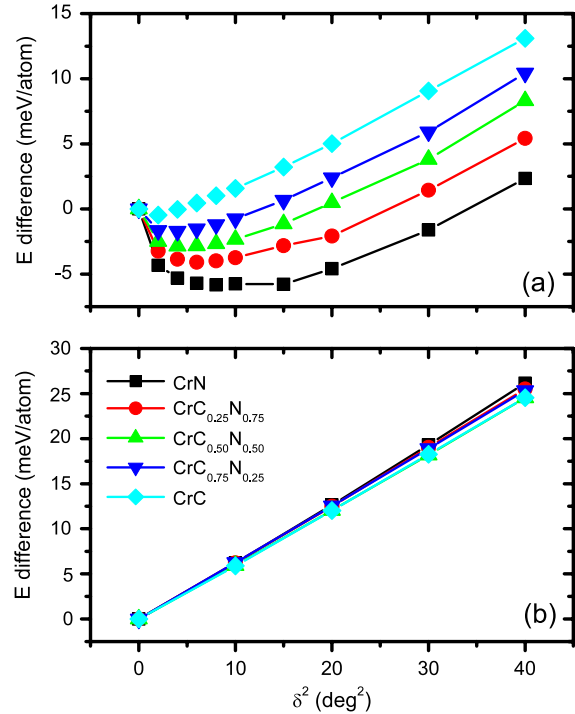 15
10
5
0
-5
E difference (meV/atom)
(a)
30
25
20
15
10
5
0
E difference (meV/atom)
CrN
CrC0.25N0.75
CrC0.50N0.50
CrC0.75N0.25
CrC
(b)
0 10 20 30 40
δ² (deg²)